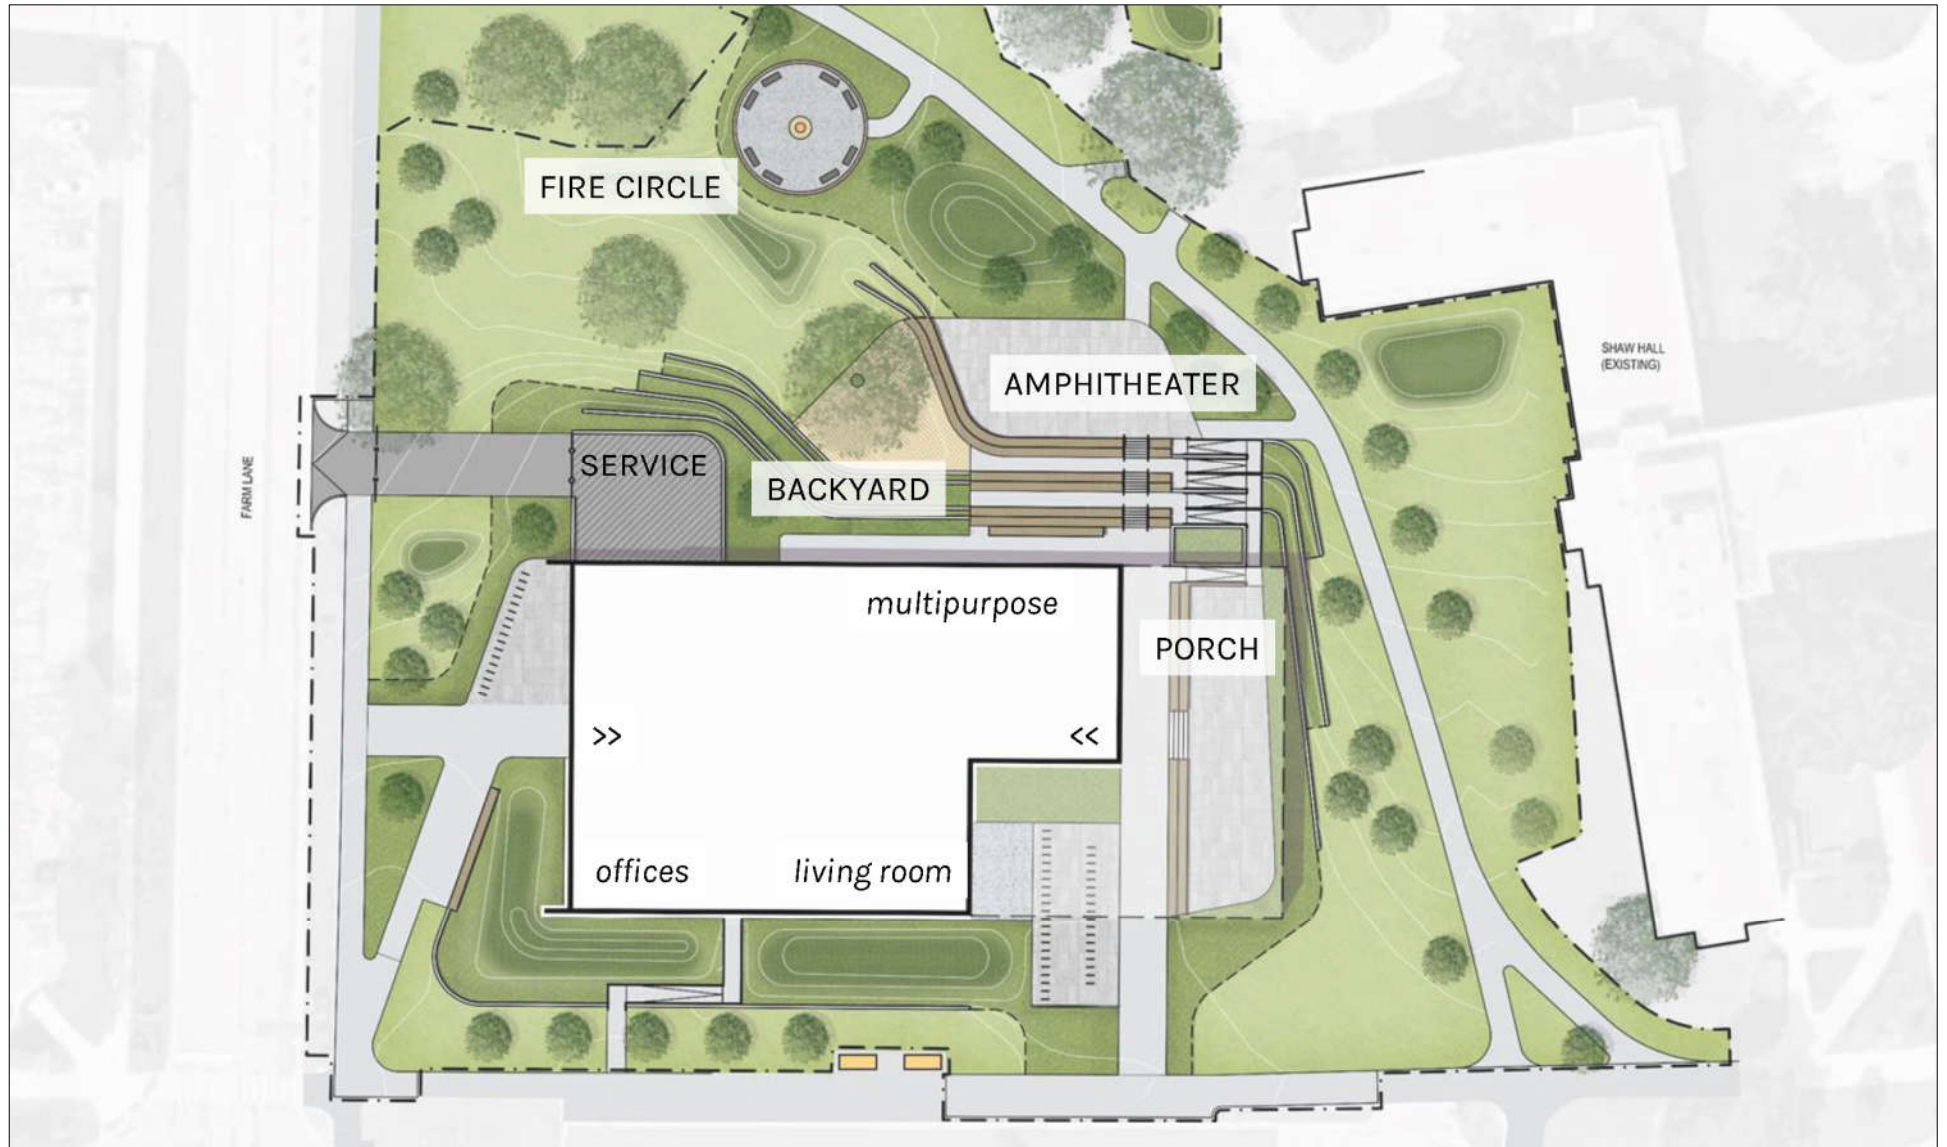 FIRE CIRCLE
SHAW HALL
(EXISTING)
AMPHITHEATER
SERVICE
BACKYARD
FARM LANE
multipurpose
PORCH
>>
<<
offices
living room